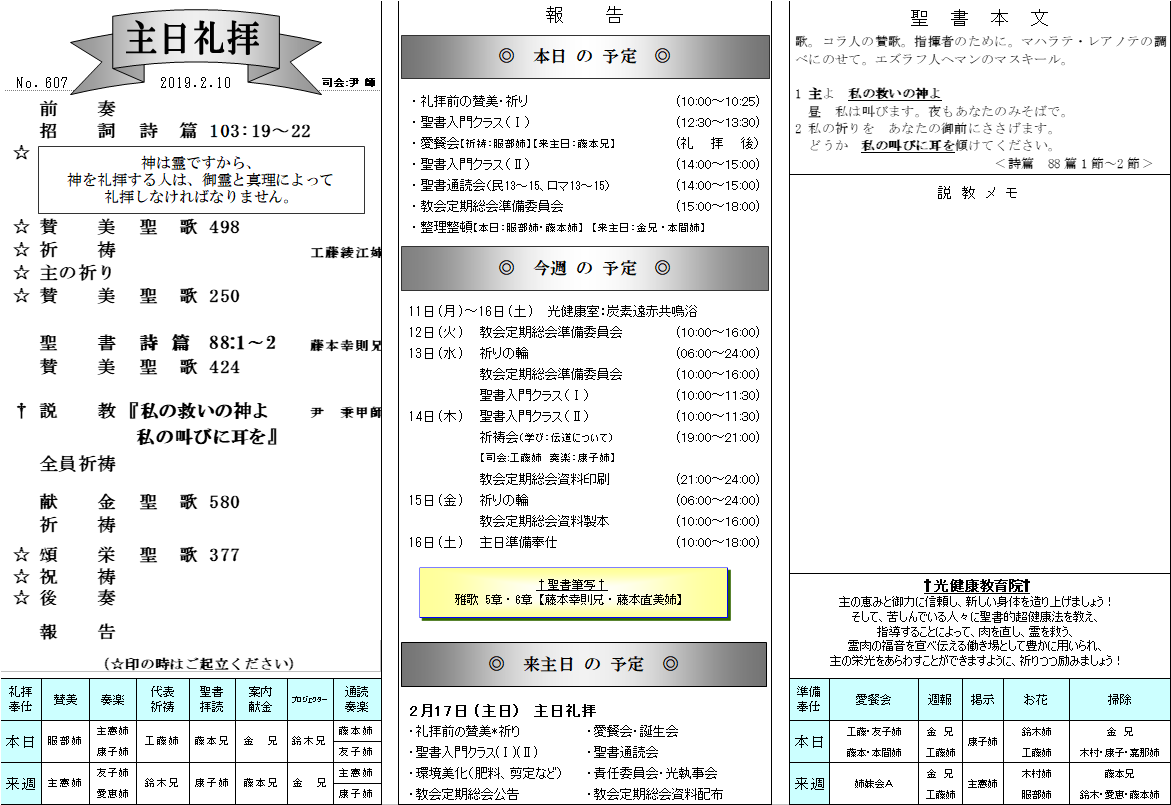 主日礼拝
No. 607 2019.2.10 司会:尹 師
前 奏
招 詞 詩 篇 103:19～22
☆
神は霊ですから、
神を礼拝する人は、御霊と真理によって
礼拝しなければなりません。
☆ 賛 美 聖 歌 498
☆ 祈 祷 工藤綾江姉
☆ 主の祈り
☆ 賛 美 聖 歌 250
聖 書 詩 篇 88:1～2 藤本幸則兄
賛 美 聖 歌 424
† 説 教 『私の救いの神よ 尹 秉甲師
私の叫びに耳を』
全員祈祷
献 金 聖 歌 580
祈 祷
☆ 頌 栄 聖 歌 377
☆ 祝 祷
☆ 後 奏
報 告
(☆印の時はご起立ください)
礼拝奉仕 賛美 奏楽 代表祈祷 聖書拝読 案内献金 プロジェクター 通読奏楽
本日 服部姉 主憲姉 康子姉 工藤姉 藤本兄 金 兄 鈴木兄 藤本姉 友子姉
来週 主憲姉 友子姉 愛恵姉 鈴木兄 康子姉 藤本兄 金 兄 主憲姉 康子姉
報 告
◎ 本日 の 予定 ◎
・礼拝前の賛美・祈り (10:00～10:25)
・聖書入門クラス(Ⅰ) (12:30～13:30)
・愛餐会【祈祷:服部姉】【来主日:藤本兄】 (礼 拝 後)
・聖書入門クラス(Ⅱ) (14:00～15:00)
・聖書通読会(民13～15、ロマ13～15) (14:00～15:00)
・教会定期総会準備委員会 (15:00～18:00)
・整理整頓【本日:服部姉・藤本姉】 【来主日:金兄・本間姉】
◎ 今週 の 予定 ◎
11日(月)～16日(土) 光健康室:炭素遠赤共鳴浴
12日(火) 教会定期総会準備委員会 (10:00～16:00)
13日(水) 祈りの輪 (06:00～24:00)
教会定期総会準備委員会 (10:00～16:00)
聖書入門クラス(Ⅰ) (10:00～11:30)
14日(木) 聖書入門クラス(Ⅱ) (10:00～11:30)
祈祷会(学び:伝道について) (19:00～21:00)
【司会:工藤姉 奏楽:康子姉】
教会定期総会資料印刷 (21:00～24:00)
15日(金) 祈りの輪 (06:00～24:00)
教会定期総会資料製本 (10:00～16:00)
16日(土) 主日準備奉仕 (10:00～18:00)
†聖書筆写†
雅歌 5章・6章【藤本幸則兄・藤本直美姉】
◎ 来主日 の 予定 ◎
2月17日(主日) 主日礼拝
・礼拝前の賛美*祈り ・愛餐会・誕生会
・聖書入門クラス(Ⅰ)(Ⅱ) ・聖書通読会
・環境美化(肥料、剪定など) ・責任委員会・光執事会
・教会定期総会公告 ・教会定期総会資料配布
聖 書 本 文
歌。コラ人の賛歌。指揮者のために。マハラテ・レアノテの調
べにのせて。エズラフ人ヘマンのマスキール。
1 主よ 私の救いの神よ
昼 私は叫びます。夜もあなたのみそばで。
2 私の祈りを あなたの御前にささげます。
どうか 私の叫びに耳を傾けてください。
＜詩篇 88篇1節～2節＞
説 教 メ モ
†光健康教育院†
主の恵みと御力に信頼し、新しい身体を造り上げましょう！
そして、苦しんでいる人々に聖書的超健康法を教え、
指導することによって、肉を直し、霊を救う、
霊肉の福音を宣べ伝える働き場として豊かに用いられ、
主の栄光をあらわすことができますように、祈りつつ励みましょう！
準備奉仕 愛餐会 週報 掲示 お花 掃除
本日 工藤・友子姉 藤本・本間姉 金 兄 工藤姉 康子姉 鈴木姉 工藤姉 金 兄 木村・康子・嘉那姉
来週 姉妹会A 金 兄 工藤姉 主憲姉 木村姉 服部姉 藤本兄 鈴木・愛恵・藤本姉